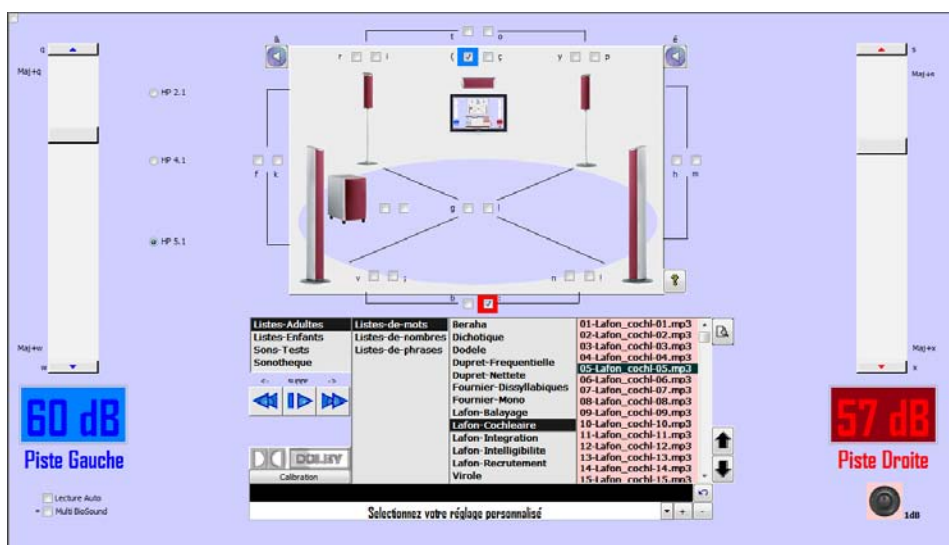 t o
à é
q r i ( ç y p s
Maj+q Maj+s
HP 2.1
HP 4.1
f k h m
g l
HP 5.1
v ; n !
b
Maj+w Maj+x
w x
Listes-Adultes Listes-de-mots Beraha 01-Lafon_cochl-01.mp3
Listes-Enfants Listes-de-nombres Dichotique 02-Lafon_cochl-02.mp3
Sons-Tests Listes-de-phrases Dodele 03-Lafon_cochl-03.mp3
Sonotheque Dupret-Frequentielle 04-Lafon_cochl-04.mp3
Dupret-Nettete 05-Lafon_cochl-05.mp3
<- suppr -> Fournier-Dissyllabiques 06-Lafon_cochl-06.mp3
Fournier-Mono 07-Lafon_cochl-07.mp3
Lafon-Balayage 08-Lafon_cochl-08.mp3
Lafon-Cochleaire 09-Lafon_cochl-09.mp3
Lafon-Integration 10-Lafon_cochl-10.mp3
Lafon-Intelligibilite 11-Lafon_cochl-11.mp3
Lafon-Recrutement 12-Lafon_cochl-12.mp3
Virole 13-Lafon_cochl-13.mp3
14-Lafon_cochl-14.mp3
15-Lafon_cochl-15.mp3
60 dB
Piste Gauche
57 dB
Piste Droite
DOLBY
Calibration
Lecture Auto
+ Multi BioSound
Selectionnez votre réglage personnalisé
+ -
1dB